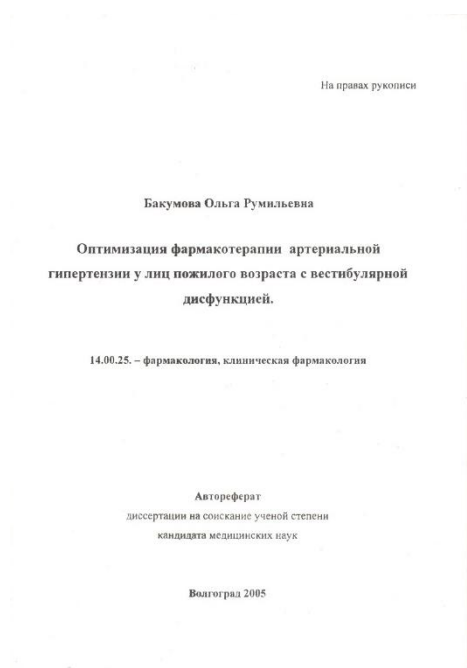 На правах рукописи
Бакумова Ольга Румильевна
Оптимизация фармакотерапии артериальной
гипертензии у лиц пожилого возраста с вестибулярной
дисфункцией.
14.00.25. – фармакология, клиническая фармакология
Автореферат
диссертации на соискание ученой степени
кандидата медицинских наук
Волгоград 2005